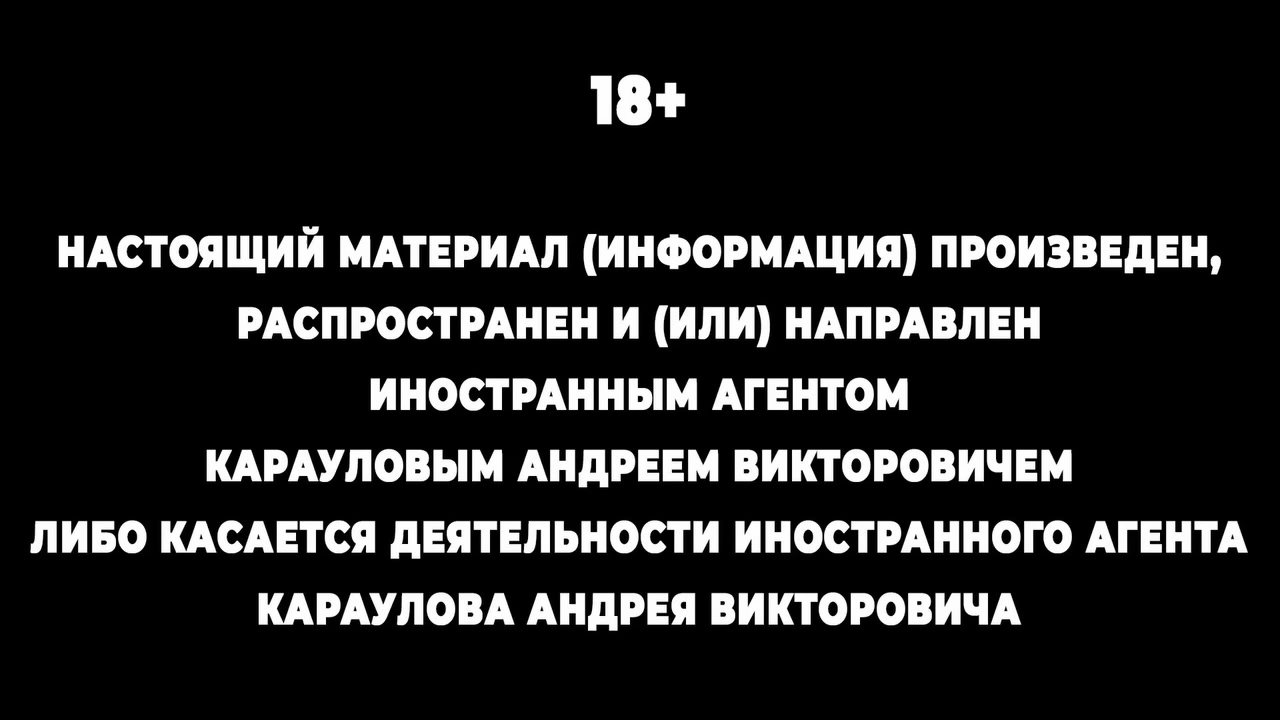 18+
НАСТОЯЩИЙ МАТЕРИАЛ (ИНФОРМАЦИЯ) ПРОИЗВЕДЕН,
РАСПРОСТРАНЕН И (ИЛИ) НАПРАВЛЕН
ИНОСТРАННЫМ АГЕНТОМ
КАРАУЛОВЫМ АНДРЕЕМ ВИКТОРОВИЧЕМ
ЛИБО КАСАЕТСЯ ДЕЯТЕЛЬНОСТИ ИНОСТРАННОГО АГЕНТА
КАРАУЛОВА АНДРЕЯ ВИКТОРОВИЧА